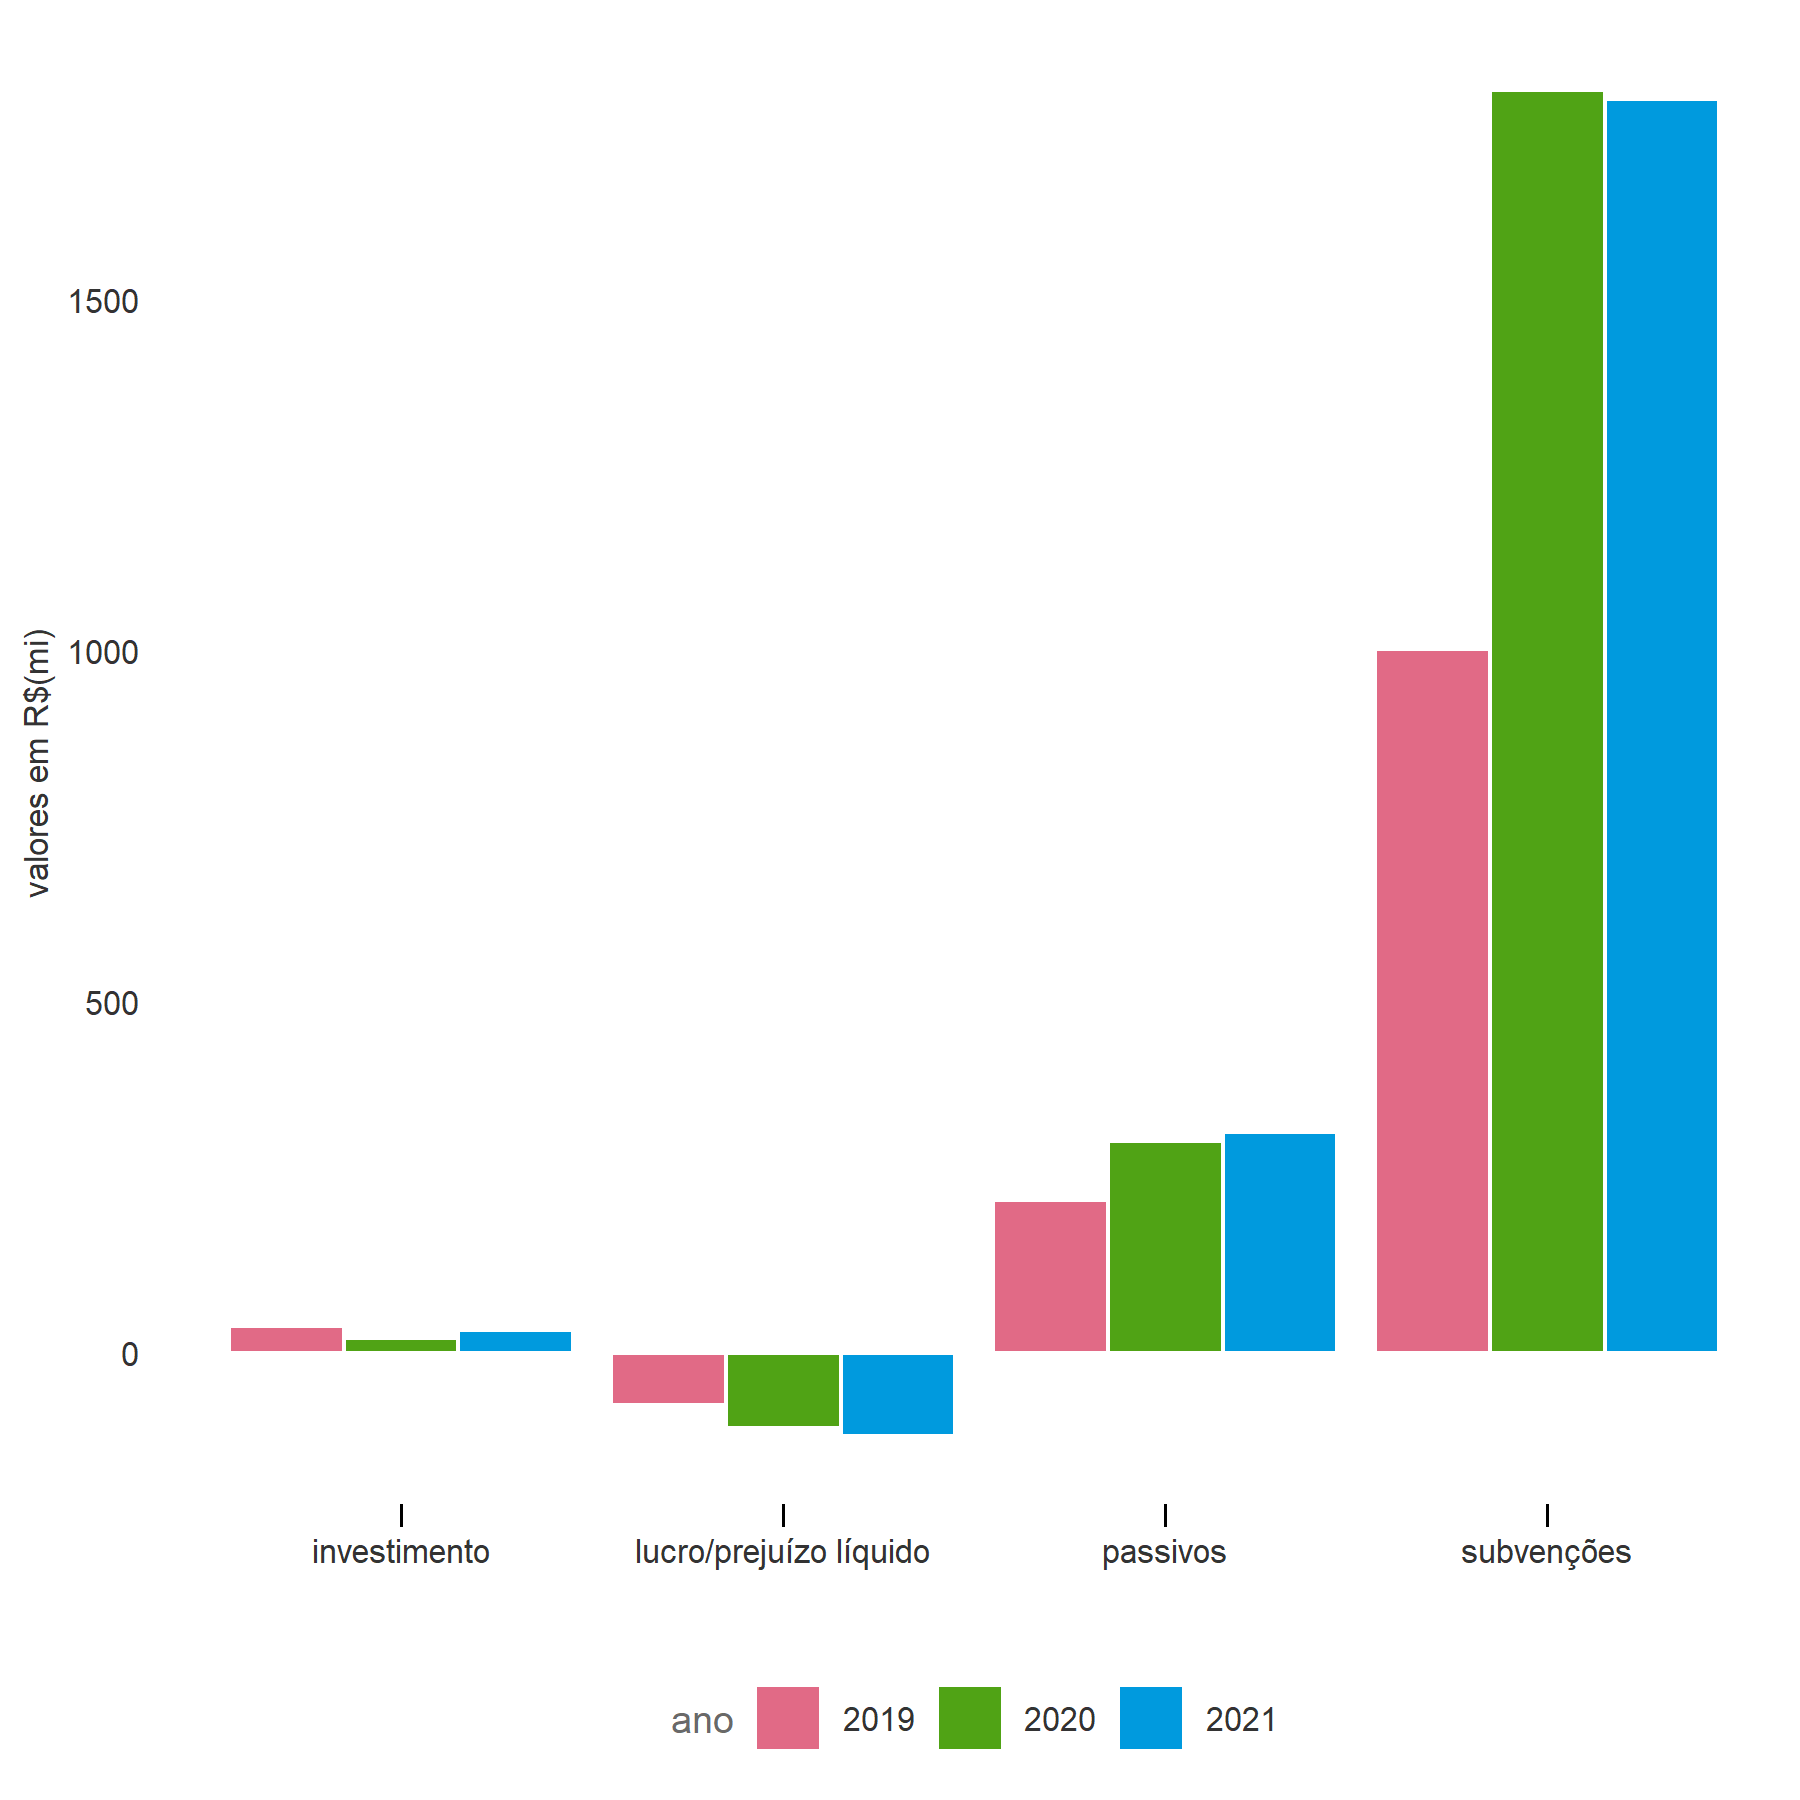 valores em R$(mi)
1500
1000
500
0
investimento
lucro/prejuízo líquido
passivos
subvenções
ano
2019
2020
2021